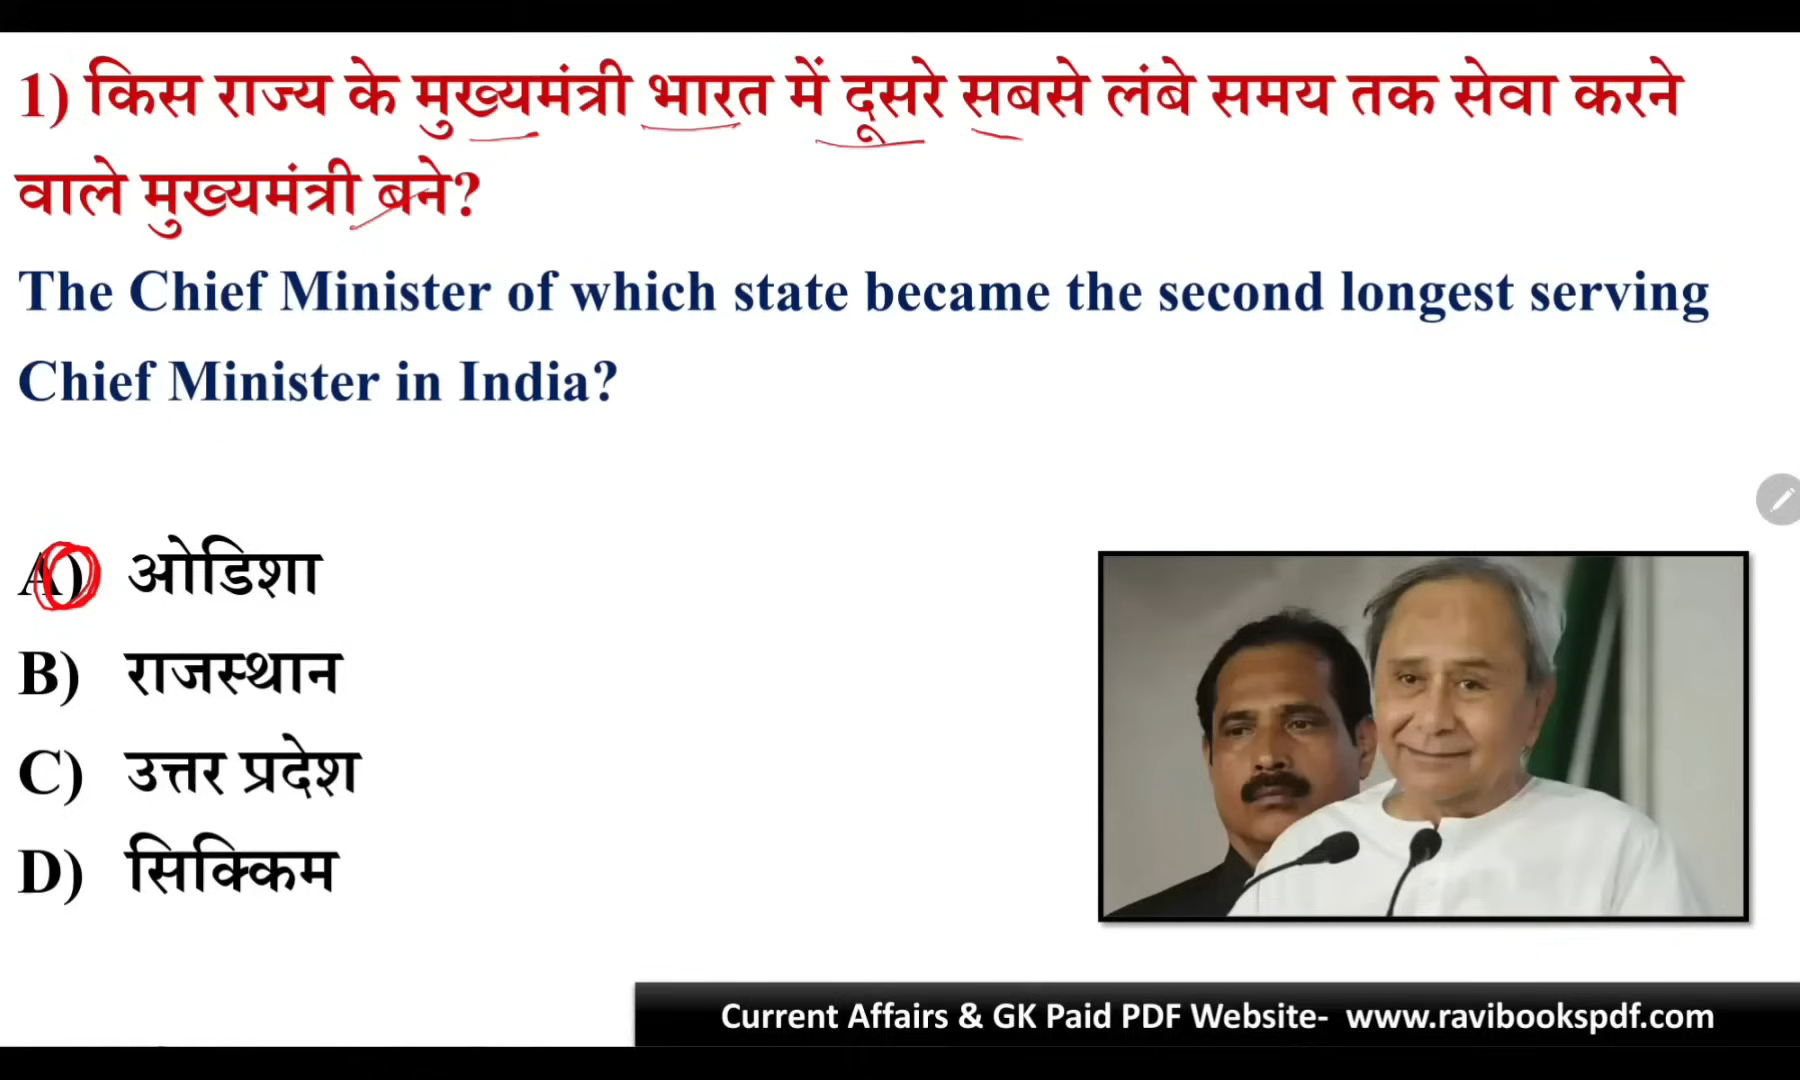 1) किस राज्य के मुख्यमंत्री भारत में दूसरे सबसे लंबे समय तक सेवा करने
वाले मुख्यमंत्री बने?
The Chief Minister of which state became the second longest serving
Chief Minister in India?
A) ओडिशा
B) राजस्थान
C) उत्तर प्रदेश
D) सिक्किम
Current Affairs & GK Paid PDF Website- www.ravibookspdf.com